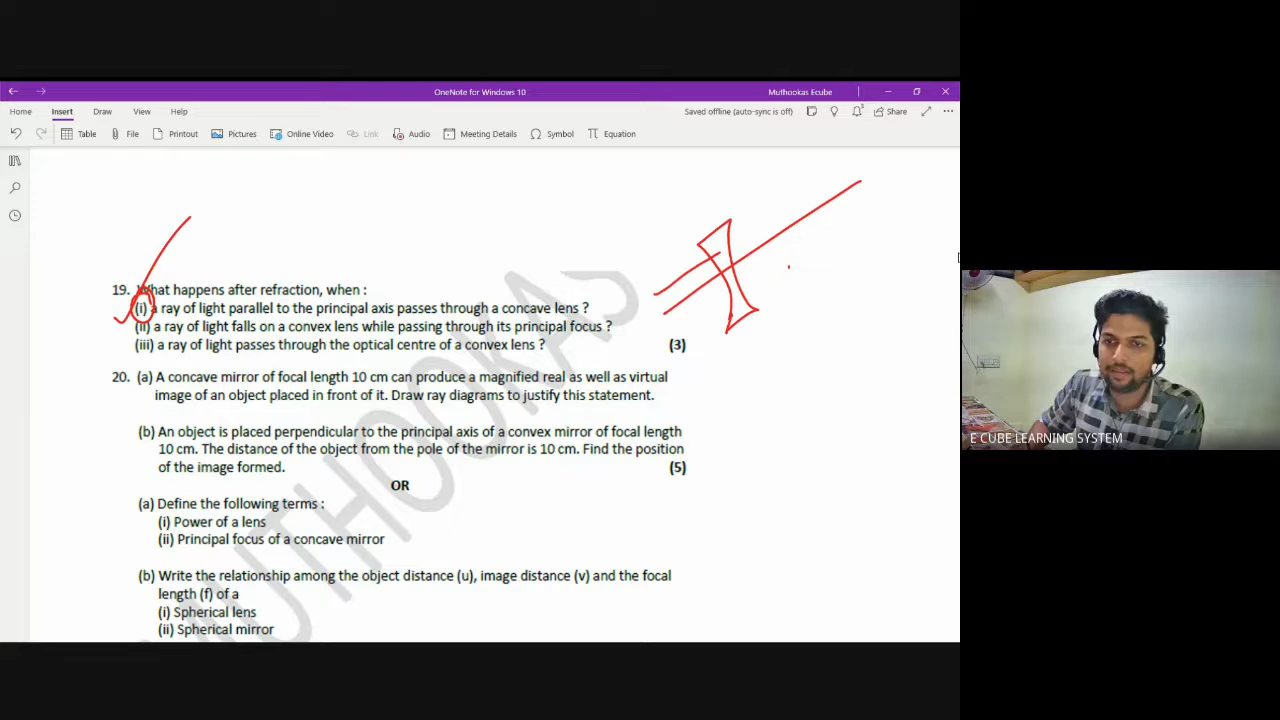 OneNote for Windows 10
Muthookas Ecube
Home
Insert
Draw
View
Help
Saved offline (auto-sync is off)
Share
Table
File
Printout
Pictures
Online Video
Link
Audio
Meeting Details
Symbol
Equation
19. What happens after refraction, when :
(i) a ray of light parallel to the principal axis passes through a concave lens ?
(ii) a ray of light falls on a convex lens while passing through its principal focus ?
(iii) a ray of light passes through the optical centre of a convex lens ? (3)
20. (a) A concave mirror of focal length 10 cm can produce a magnified real as well as virtual
image of an object placed in front of it. Draw ray diagrams to justify this statement.
(b) An object is placed perpendicular to the principal axis of a convex mirror of focal length
10 cm. The distance of the object from the pole of the mirror is 10 cm. Find the position
of the image formed. (5)
OR
(a) Define the following terms :
(i) Power of a lens
(ii) Principal focus of a concave mirror
(b) Write the relationship among the object distance (u), image distance (v) and the focal
length (f) of a
(i) Spherical lens
(ii) Spherical mirror
MUTHOOKAS
E CUBE LEARNING SYSTEM